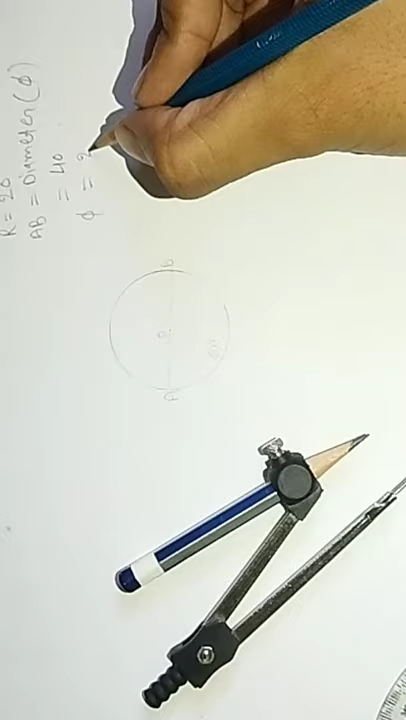 R = 20
AB = Diameter (ϕ)
= 40
ϕ = 2
B
O
A